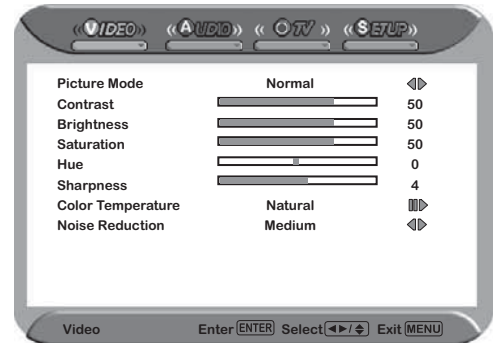 VIDEO AUDIO TV SETUP
Picture Mode Normal
Contrast 50
Brightness 50
Saturation 50
Hue 0
Sharpness 4
Color Temperature Natural
Noise Reduction Medium
Video Enter ENTER Select Exit MENU